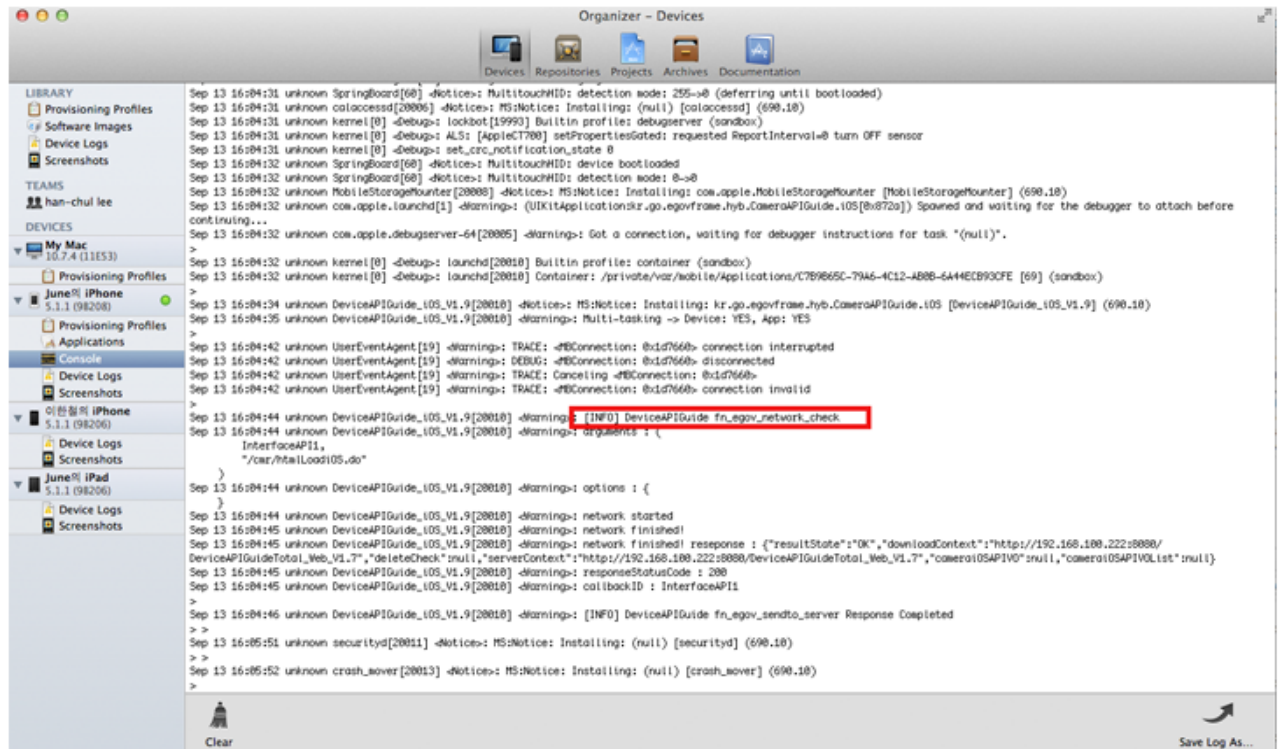 Organizer – Devices
Devices Repositories Projects Archives Documentation
LIBRARY
Provisioning Profiles
Software Images
Device Logs
Screenshots
TEAMS
han-chul lee
DEVICES
My Mac
10.7.4 (11E53)
Provisioning Profiles
June의 iPhone
5.1.1 (9B208)
Provisioning Profiles
Applications
Console
Device Logs
Screenshots
이한철의 iPhone
5.1.1 (9B206)
Device Logs
Screenshots
June의 iPad
5.1.1 (9B206)
Device Logs
Screenshots
Sep 13 16:04:31 unknown SpringBoard[60] <Notice>: MultitouchHID: detection mode: 255->0 (deferring until bootloaded)
Sep 13 16:04:31 unknown calaccessd[20006] <Notice>: MS:Notice: Installing: (null) [calaccessd] (690.10)
Sep 13 16:04:31 unknown kernel[0] <Debug>: lockbot[19993] Builtin profile: debugserver (sandbox)
Sep 13 16:04:31 unknown kernel[0] <Debug>: ALS: [AppleCT700] setPropertiesGated: requested ReportInterval=0 turn OFF sensor
Sep 13 16:04:31 unknown kernel[0] <Debug>: set_crc_notification_state 0
Sep 13 16:04:32 unknown SpringBoard[60] <Notice>: MultitouchHID: device bootloaded
Sep 13 16:04:32 unknown SpringBoard[60] <Notice>: MultitouchHID: detection mode: 0->0
Sep 13 16:04:32 unknown MobileStorageMounter[20008] <Notice>: MS:Notice: Installing: com.apple.MobileStorageMounter [MobileStorageMounter] (690.10)
Sep 13 16:04:32 unknown com.apple.launchd[1] <Warning>: (UIKitApplication:kr.go.egovframe.hyb.CameraAPIGuide.iOS[0x872a]) Spawned and waiting for the debugger to attach before
continuing...
Sep 13 16:04:32 unknown com.apple.debugserver-64[20005] <Warning>: Got a connection, waiting for debugger instructions for task "(null)".
>
Sep 13 16:04:32 unknown kernel[0] <Debug>: launchd[20010] Builtin profile: container (sandbox)
Sep 13 16:04:32 unknown kernel[0] <Debug>: launchd[20010] Container: /private/var/mobile/Applications/C7B9865C-79A6-4C12-AB0B-6A44ECB93CFE [69] (sandbox)
>
Sep 13 16:04:34 unknown DeviceAPIGuide_iOS_V1.9[20010] <Notice>: MS:Notice: Installing: kr.go.egovframe.hyb.CameraAPIGuide.iOS [DeviceAPIGuide_iOS_V1.9] (690.10)
Sep 13 16:04:35 unknown DeviceAPIGuide_iOS_V1.9[20010] <Warning>: Multi-tasking -> Device: YES, App: YES
>
Sep 13 16:04:42 unknown UserEventAgent[19] <Warning>: TRACE: <MBConnection: 0x1d7660> connection interrupted
Sep 13 16:04:42 unknown UserEventAgent[19] <Warning>: DEBUG: <MBConnection: 0x1d7660> disconnected
Sep 13 16:04:42 unknown UserEventAgent[19] <Warning>: TRACE: Canceling <MBConnection: 0x1d7660>
Sep 13 16:04:42 unknown UserEventAgent[19] <Warning>: TRACE: <MBConnection: 0x1d7660> connection invalid
>
Sep 13 16:04:44 unknown DeviceAPIGuide_iOS_V1.9[20010] <Warning>: [INFO] DeviceAPIGuide fn_egov_network_check
Sep 13 16:04:44 unknown DeviceAPIGuide_iOS_V1.9[20010] <Warning>: arguments : (
InterfaceAPI1,
"/cmr/htmlLoadiOS.do"
)
Sep 13 16:04:44 unknown DeviceAPIGuide_iOS_V1.9[20010] <Warning>: options : {
}
Sep 13 16:04:44 unknown DeviceAPIGuide_iOS_V1.9[20010] <Warning>: network started
Sep 13 16:04:45 unknown DeviceAPIGuide_iOS_V1.9[20010] <Warning>: network finished!
Sep 13 16:04:45 unknown DeviceAPIGuide_iOS_V1.9[20010] <Warning>: network finished! reseponse : {"resultState":"OK","downloadContext":"http://192.168.100.222:8080/
DeviceAPIGuideTotal_Web_V1.7","deleteCheck":null,"serverContext":"http://192.168.100.222:8080/DeviceAPIGuideTotal_Web_V1.7","cameraiOSAPIVO":null,"cameraiOSAPIVOList":null}
Sep 13 16:04:45 unknown DeviceAPIGuide_iOS_V1.9[20010] <Warning>: responseStatusCode : 200
Sep 13 16:04:45 unknown DeviceAPIGuide_iOS_V1.9[20010] <Warning>: callbackID : InterfaceAPI1
>
Sep 13 16:04:46 unknown DeviceAPIGuide_iOS_V1.9[20010] <Warning>: [INFO] DeviceAPIGuide fn_egov_sendto_server Response Completed
> >
Sep 13 16:05:51 unknown securityd[20011] <Notice>: MS:Notice: Installing: (null) [securityd] (690.10)
> >
Sep 13 16:05:52 unknown crash_mover[20013] <Notice>: MS:Notice: Installing: (null) [crash_mover] (690.10)
>
Clear
Save Log As...